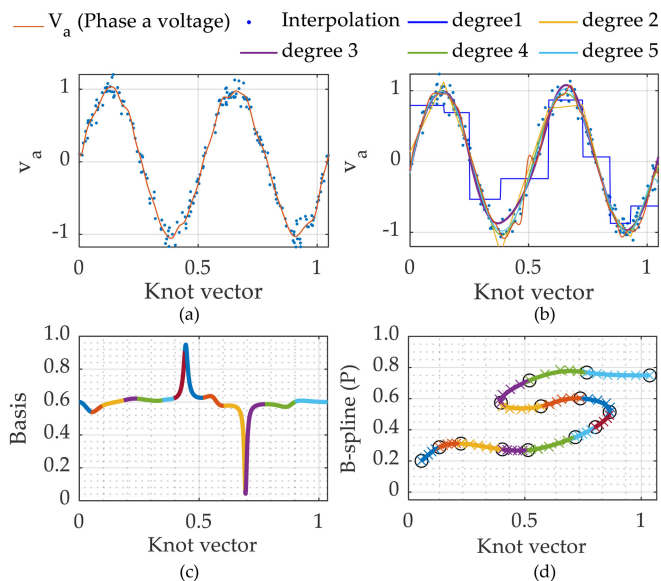 V_a (Phase a voltage) Interpolation degree1 degree 2
degree 3 degree 4 degree 5
1 0 -1
v_a
0 0.5 1
Knot vector
(a)
1 0 -1
v_a
0 0.5 1
Knot vector
(b)
1.0 0.8 0.6 0.4 0.2 0
Basis
0 0.5 1
Knot vector
(c)
1.0 0.8 0.6 0.4 0.2 0
B-spline (P)
0 0.5 1
Knot vector
(d)